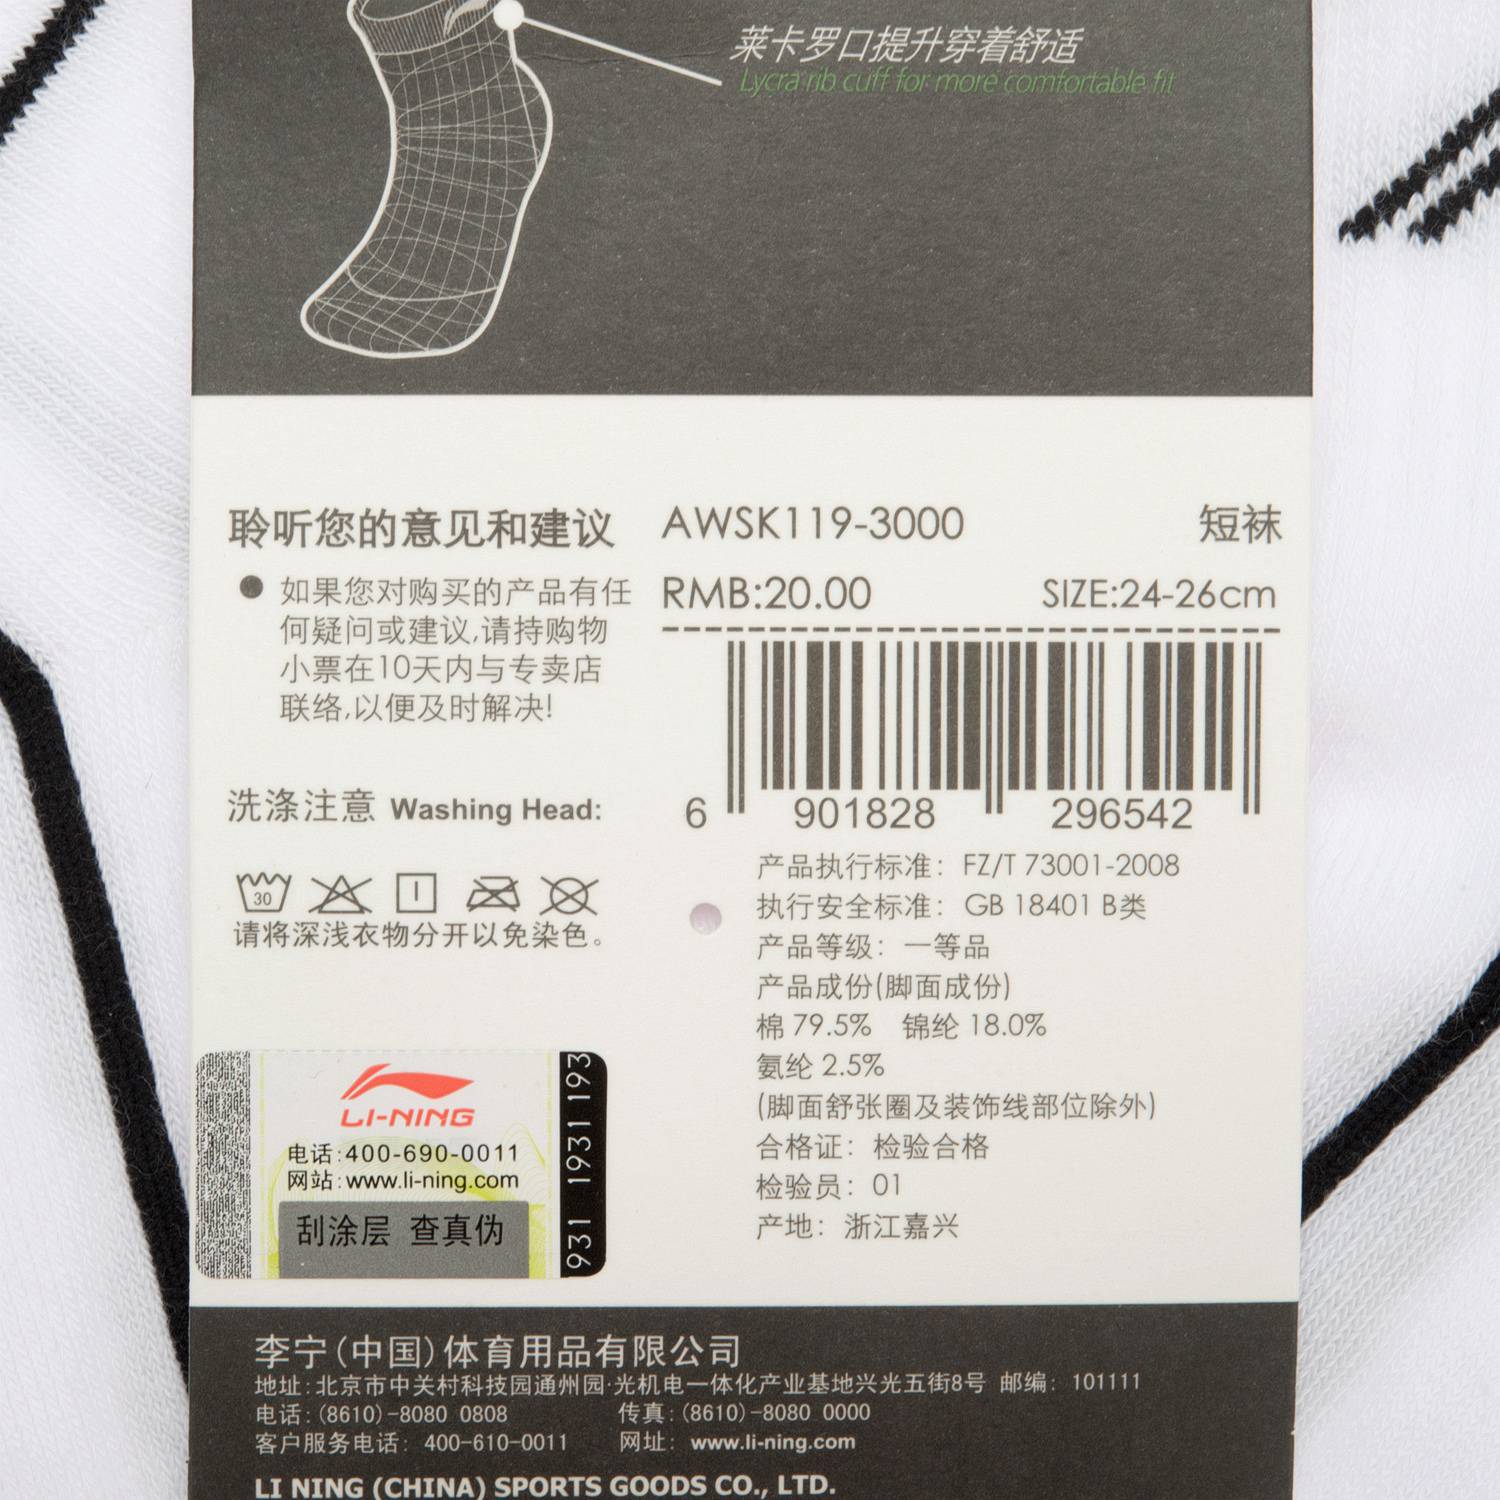 莱卡罗口提升穿着舒适
Lycra rib cuff for more comfortable fit
聆听您的意见和建议
● 如果您对购买的产品有任
何疑问或建议,请持购物
小票在10天内与专卖店
联络,以便及时解决!
洗涤注意 Washing Head:
30
请将深浅衣物分开以免染色。
AWSK119-3000 短袜
RMB:20.00 SIZE:24-26cm
6 901828 296542
产品执行标准: FZ/T 73001-2008
执行安全标准: GB 18401 B类
产品等级: 一等品
产品成份(脚面成份)
棉 79.5% 锦纶 18.0%
氨纶 2.5%
(脚面舒张圈及装饰线部位除外)
合格证: 检验合格
检验员: 01
产地: 浙江嘉兴
LI-NING
电话:400-690-0011
网站:www.li-ning.com
刮涂层 查真伪
931 1931 193
李宁(中国)体育用品有限公司
地址:北京市中关村科技园通州园·光机电一体化产业基地兴光五街8号 邮编: 101111
电话:(8610)-8080 0808 传真:(8610)-8080 0000
客户服务电话: 400-610-0011 网址: www.li-ning.com
LI NING (CHINA) SPORTS GOODS CO., LTD.